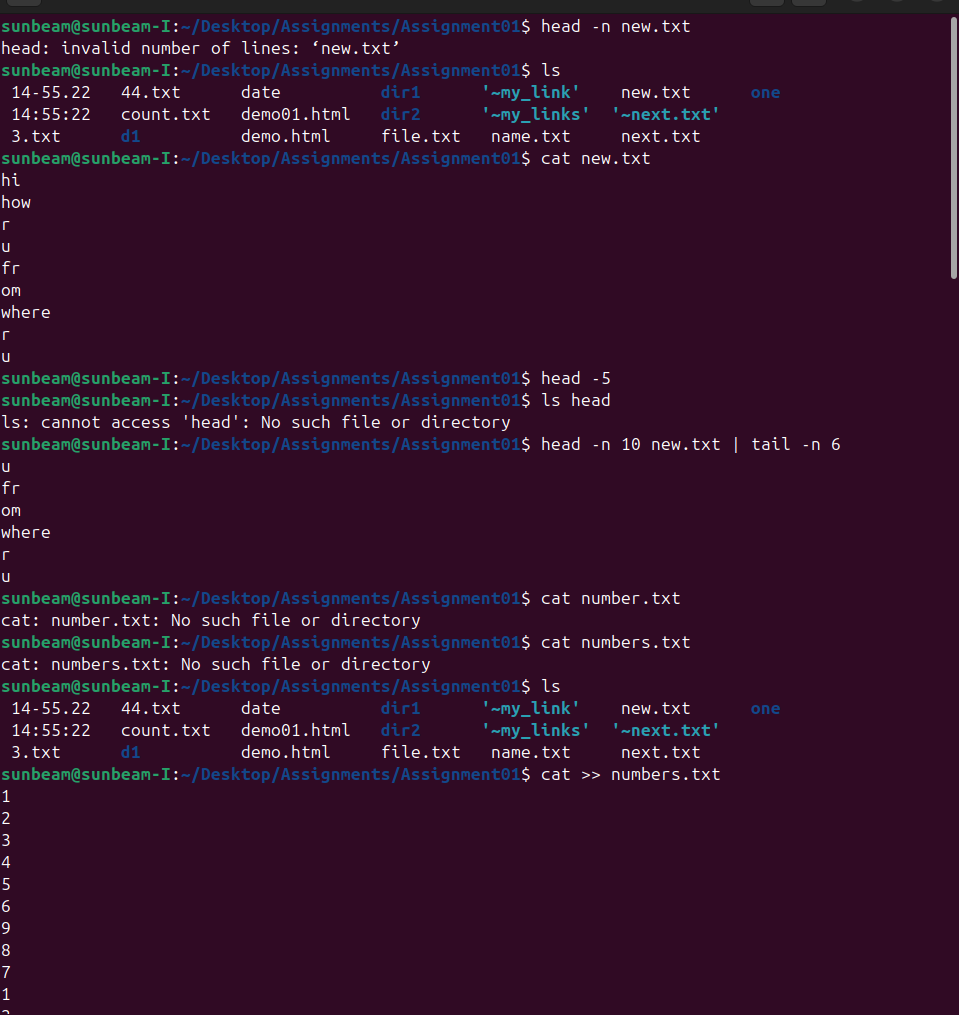 sunbeam@sunbeam-I:~/Desktop/Assignments/Assignment01$ head -n new.txt
head: invalid number of lines: ‘new.txt’
sunbeam@sunbeam-I:~/Desktop/Assignments/Assignment01$ ls
14-55.22 44.txt date dir1 '~my_link' new.txt one
14:55:22 count.txt demo01.html dir2 '~my_links' '~next.txt'
3.txt d1 demo.html file.txt name.txt next.txt
sunbeam@sunbeam-I:~/Desktop/Assignments/Assignment01$ cat new.txt
hi
how
r
u
fr
om
where
r
u
sunbeam@sunbeam-I:~/Desktop/Assignments/Assignment01$ head -5
sunbeam@sunbeam-I:~/Desktop/Assignments/Assignment01$ ls head
ls: cannot access 'head': No such file or directory
sunbeam@sunbeam-I:~/Desktop/Assignments/Assignment01$ head -n 10 new.txt | tail -n 6
u
fr
om
where
r
u
sunbeam@sunbeam-I:~/Desktop/Assignments/Assignment01$ cat number.txt
cat: number.txt: No such file or directory
sunbeam@sunbeam-I:~/Desktop/Assignments/Assignment01$ cat numbers.txt
cat: numbers.txt: No such file or directory
sunbeam@sunbeam-I:~/Desktop/Assignments/Assignment01$ ls
14-55.22 44.txt date dir1 '~my_link' new.txt one
14:55:22 count.txt demo01.html dir2 '~my_links' '~next.txt'
3.txt d1 demo.html file.txt name.txt next.txt
sunbeam@sunbeam-I:~/Desktop/Assignments/Assignment01$ cat >> numbers.txt
1
2
3
4
5
6
9
8
7
1